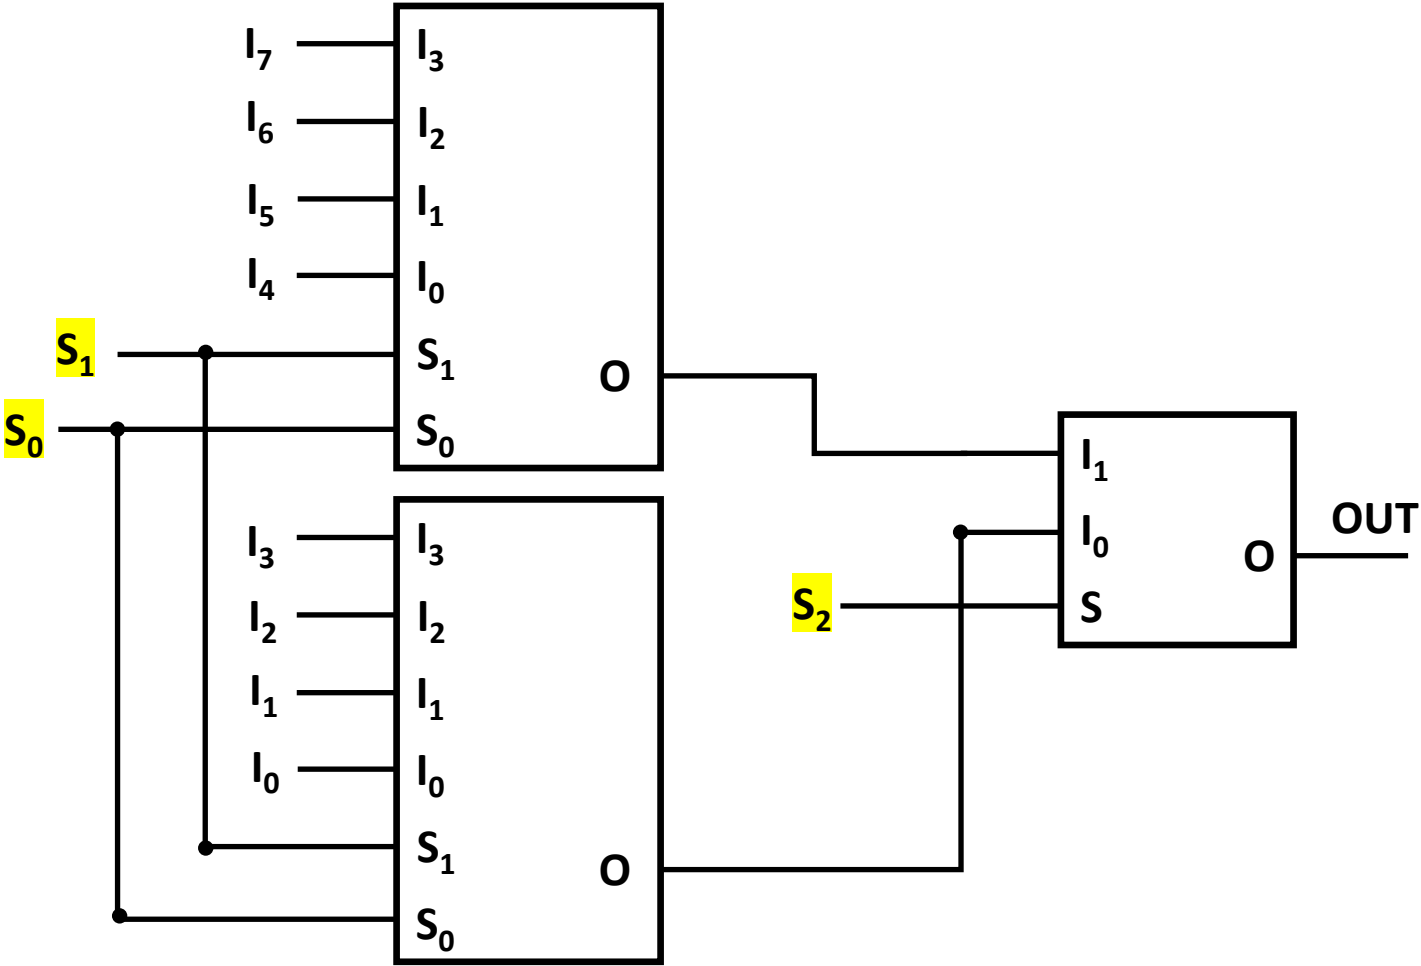 I7 I3
I6 I2
I5 I1
I4 I0
S1 S1
O
S0 S0
I1
OUT
I3 I3 I0
O
S2 S
I2 I2
I1 I1
I0 I0
S1
O
S0